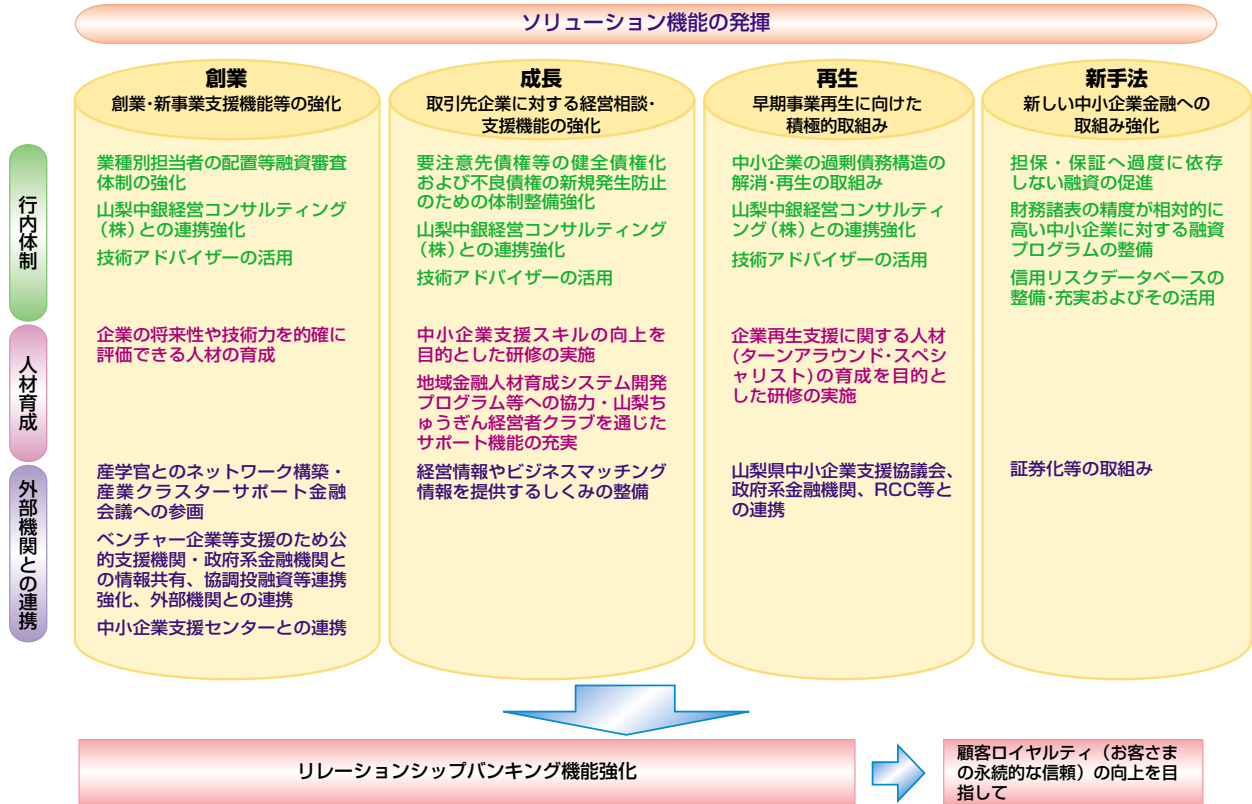 ソリューション機能の発揮
創業
創業・新事業支援機能等の強化
成長
取引先企業に対する経営相談・
支援機能の強化
再生
早期事業再生に向けた
積極的取組み
新手法
新しい中小企業金融への
取組み強化
行内体制
業種別担当者の配置等融資審査
体制の強化
山梨中銀経営コンサルティング
(株)との連携強化
技術アドバイザーの活用
要注意先債権等の健全債権化
および不良債権の新規発生防止
のための体制整備強化
山梨中銀経営コンサルティング
(株)との連携強化
技術アドバイザーの活用
中小企業の過剰債務構造の
解消・再生の取組み
山梨中銀経営コンサルティ
ング(株)との連携強化
技術アドバイザーの活用
担保・保証へ過度に依存
しない融資の促進
財務諸表の精度が相対的に
高い中小企業に対する融資
プログラムの整備
信用リスクデータベースの
整備・充実およびその活用
人材育成
企業の将来性や技術力を的確に
評価できる人材の育成
中小企業支援スキルの向上を
目的とした研修の実施
地域金融人材育成システム開発
プログラム等への協力・山梨ち
ゅうぎん経営者クラブを通じた
サポート機能の充実
企業再生支援に関する人材
(ターンアラウンド・スペシ
ャリスト)の育成を目的と
した研修の実施
外部機関との連携
産学官とのネットワーク構築・
産業クラスターサポート金融
会議への参画
ベンチャー企業等支援のため公
的支援機関・政府系金融機関と
の情報共有、協調投融資等連携
強化、外部機関との連携
中小企業支援センターとの連携
経営情報やビジネスマッチング
情報を提供するしくみの整備
山梨県中小企業支援協議会、
政府系金融機関、RCC等と
の連携
証券化等の取組み
リレーションシップバンキング機能強化
顧客ロイヤルティ(お客さま
の永続的な信頼)の向上を目
指して